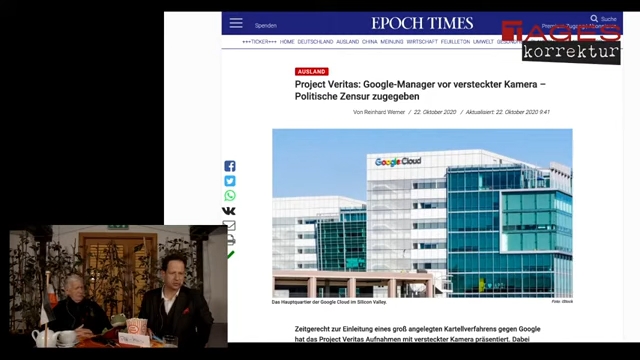 Spenden
EPOCH TIMES
Suche
TAGES
korrektur
+++TICKER+++ HOME DEUTSCHLAND AUSLAND CHINA MEINUNG WIRTSCHAFT FEUILLETON UMWELT
AUSLAND
Project Veritas: Google-Manager vor versteckter Kamera –
Politische Zensur zugegeben
Von Reinhard Werner / 22. Oktober 2020 / Aktualisiert: 22. Oktober 2020 9:41
Google Cloud
Das Hauptquartier der Google Cloud im Silicon Valley.
Foto: iStock
Zeitgerecht zur Einleitung eines groß angelegten Kartellverfahrens gegen Google
hat das Project Veritas Aufnahmen mit versteckter Kamera präsentiert. Dabei